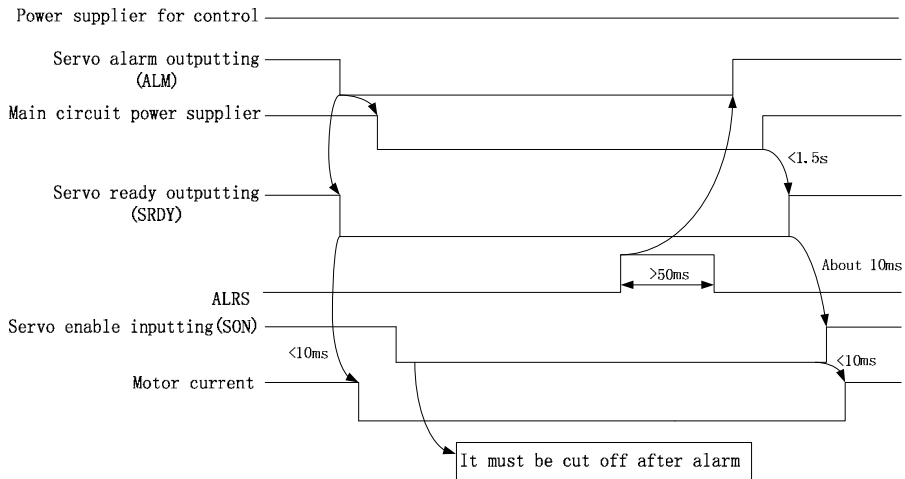 Power supplier for control
Servo alarm outputting
(ALM)
Main circuit power supplier
<1.5s
Servo ready outputting
(SRDY)
About 10ms
>50ms
ALRS
Servo enable inputting(SON)
<10ms
<10ms
Motor current
It must be cut off after alarm